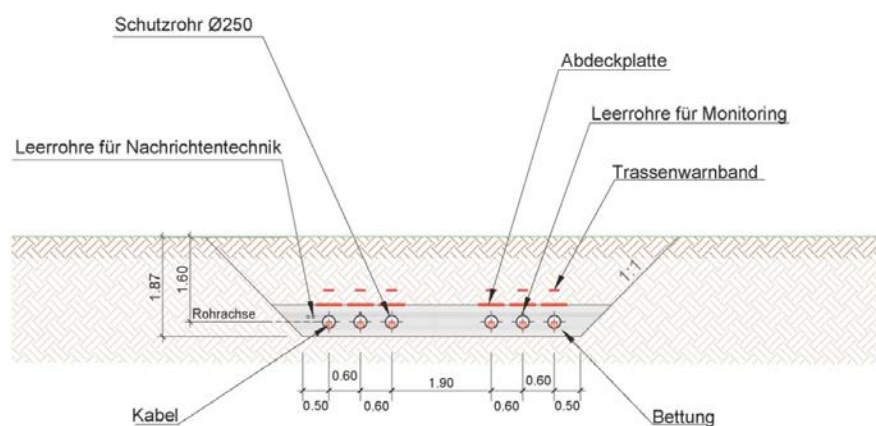 Schutzrohr Ø250
Abdeckplatte
Leerrohre für Monitoring
Leerrohre für Nachrichtentechnik
Trassenwarnband
1.87
1.60
1:1
Rohrachse
0.60
1.90
0.60
0.50
0.60
0.60
0.50
Kabel
Bettung